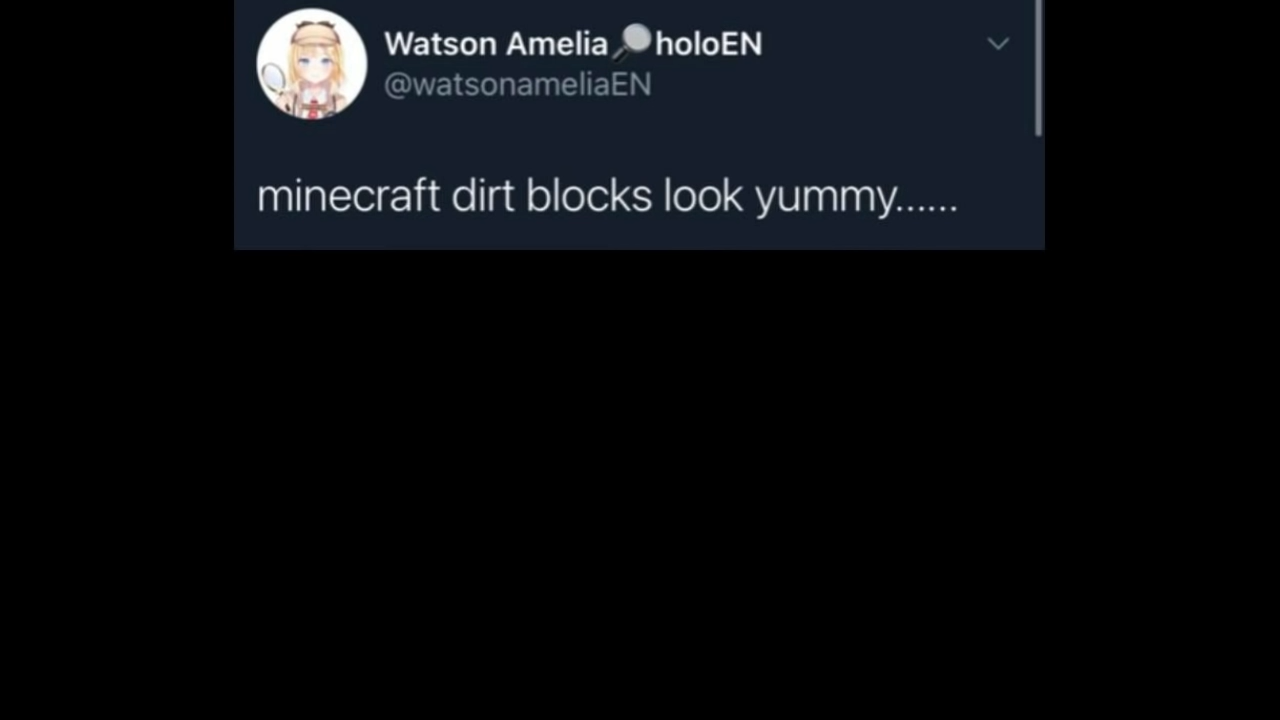 Watson Amelia🔎holoEN
@watsonameliaEN
minecraft dirt blocks look yummy......